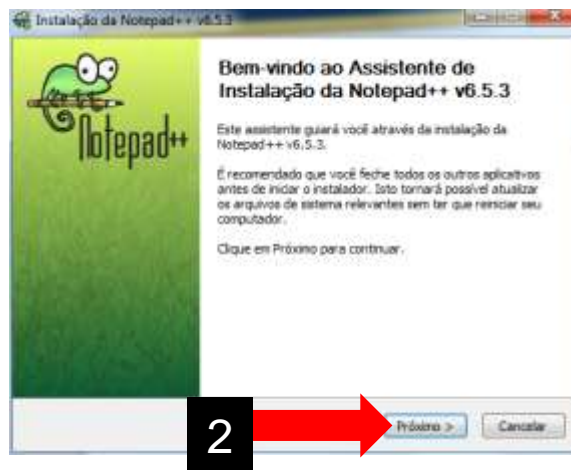 Instalação da Notepad++ v6.5.3
Notepad++
Bem-vindo ao Assistente de
Instalação da Notepad++ v6.5.3
Este assistente guiará você através da instalação da
Notepad++ v6.5.3.
É recomendado que você feche todos os outros aplicativos
antes de iniciar o instalador. Isto tornará possível atualizar
os arquivos de sistema relevantes sem ter que reiniciar seu
computador.
Clique em Próximo para continuar.
2
Próximo > Cancelar